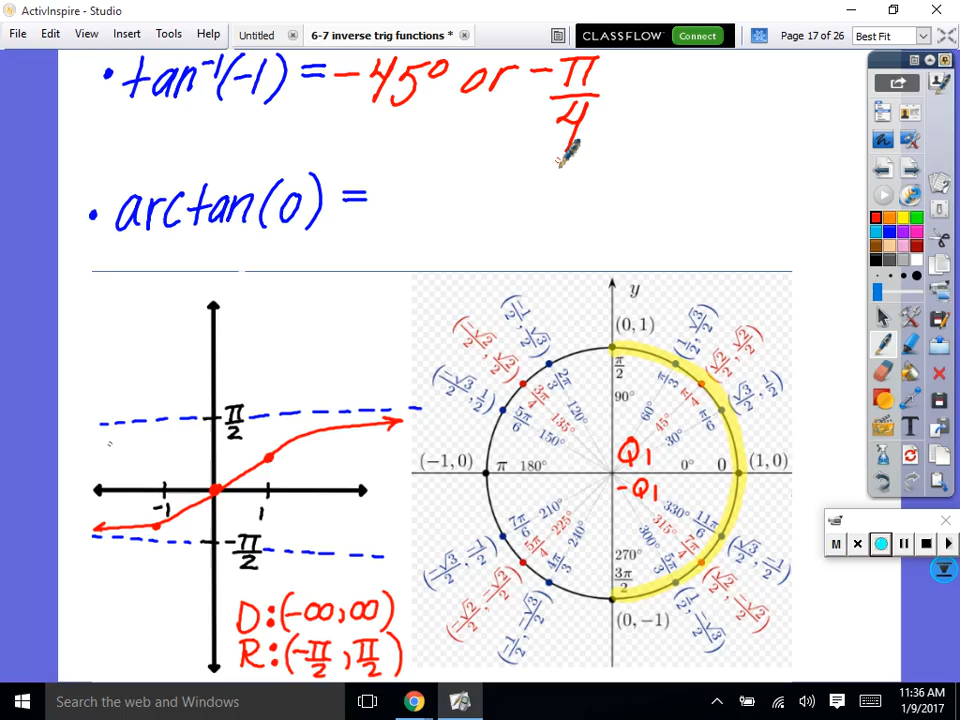 ActivInspire - Studio
File Edit View Insert Tools Help
Untitled
6-7 inverse trig functions *
CLASSFLOW Connect
Page 17 of 26
Best Fit
• tan⁻¹(-1) = -45° or -π/4
• arctan(0) =
π/2
-1
1
-π/2
D: (-∞, ∞)
R: (-π/2, π/2)
y
(0, 1)
(-1/2, √3/2)
(1/2, √3/2)
(-√2/2, √2/2)
(√2/2, √2/2)
(-√3/2, 1/2)
(√3/2, 1/2)
π/2
90°
2π/3
120°
π/3
60°
3π/4
135°
π/4
45°
5π/6
150°
π/6
30°
(-1, 0)
π 180°
0° 0
(1, 0)
Q1
-Q1
7π/6
210°
330°
11π/6
5π/4
225°
315°
7π/4
4π/3
240°
300°
5π/3
270°
3π/2
(-√3/2, -1/2)
(√3/2, -1/2)
(-√2/2, -√2/2)
(√2/2, -√2/2)
(-1/2, -√3/2)
(1/2, -√3/2)
(0, -1)
M
Search the web and Windows
11:36 AM
1/9/2017